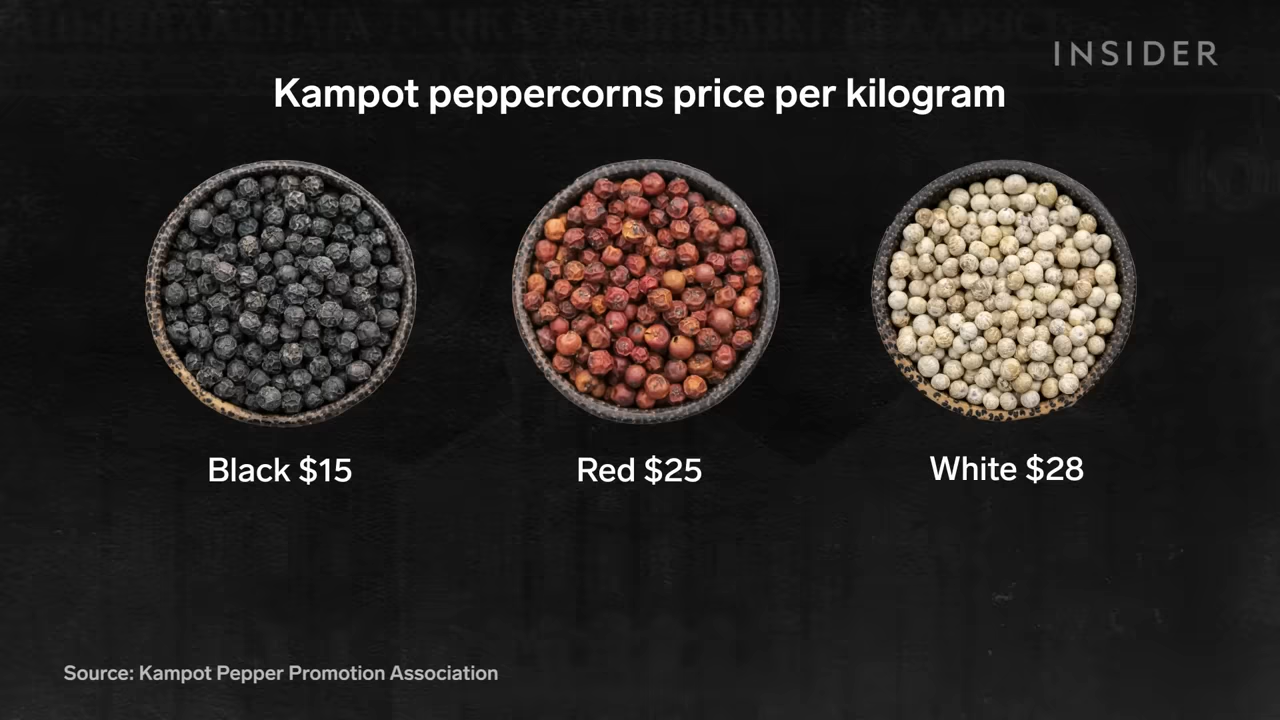 INSIDER
Kampot peppercorns price per kilogram
Black $15
Red $25
White $28
Source: Kampot Pepper Promotion Association